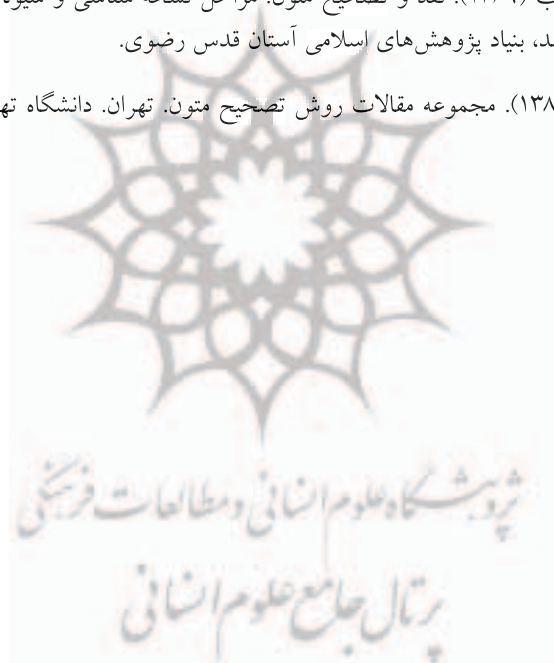 نقد و تصحیح متون. مراحل نسخه شناسی و شیوه
بنیاد پژوهش‌های اسلامی آستان قدس رضوی.
۱۳۸). مجموعه مقالات روش تصحیح متون. تهران. دانشگاه
پژوهشگاه علوم انسانی و مطالعات فرهنگی
پرتال جامع علوم انسانی